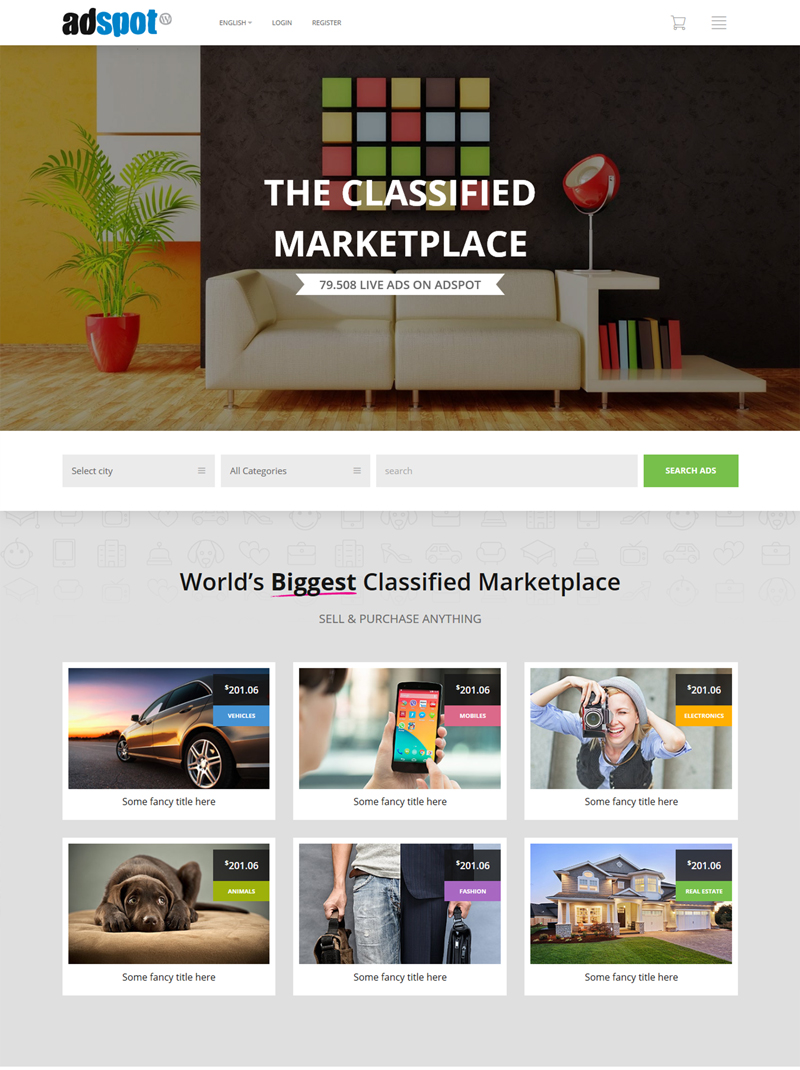 adspot
ENGLISH
LOGIN
REGISTER
THE CLASSIFIED
MARKETPLACE
79.508 LIVE ADS ON ADSPOT
Select city
All Categories
search
SEARCH ADS
World's Biggest Classified Marketplace
SELL & PURCHASE ANYTHING
$201.06
VEHICLES
Some fancy title here
$201.06
MOBILES
Some fancy title here
$201.06
ELECTRONICS
Some fancy title here
$201.06
ANIMALS
Some fancy title here
$201.06
FASHION
Some fancy title here
$201.06
REAL ESTATE
Some fancy title here